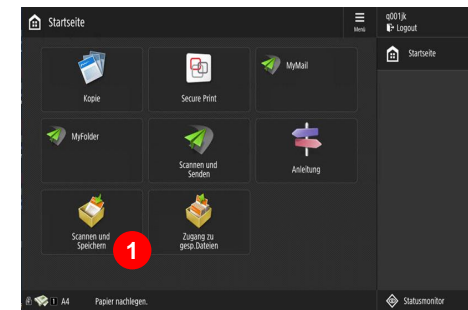 Startseite
Menü
q001jk
Logout
Startseite
Kopie
Secure Print
MyMail
MyFolder
Scannen und
Senden
Anleitung
Scannen und
Speichern
1
Zugang zu
gesp.Dateien
1 A4 Papier nachlegen.
Statusmonitor